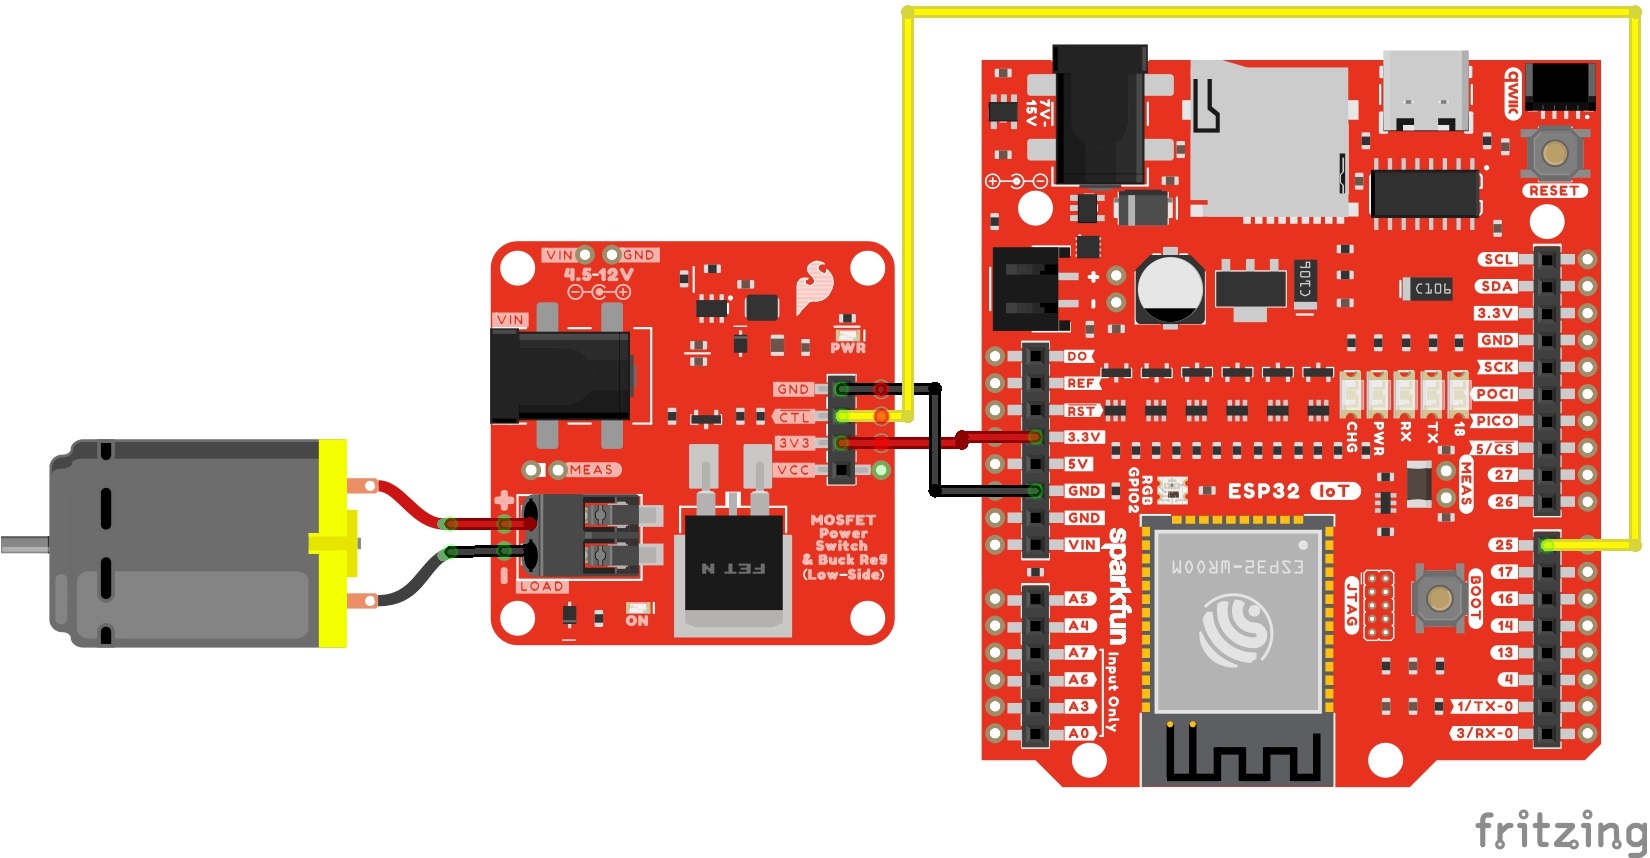 VIN GND
4.5-12V
VIN
PWR
GND
CTL
3V3
VCC
MEAS
+
-
LOAD
ON
FET N
MOSFET
Power
Switch
& Buck Reg
(Low-Side)
7V-
15V
QWIIC
RESET
+
-
C106
C106
DO
REF
RST
3.3V
5V
GND
GND
VIN
A5
A4
A7
A6
A3
A0
Input Only
SCL
SDA
3.3V
GND
SCK
POCI
PICO
5/CS
27
26
25
17
16
14
13
4
1/TX-0
3/RX-0
CHG
PWR
RX
TX
18
RGB
GPIO2
ESP32 IoT
MEAS
sparkfun
ESP32-WROOM
JTAG
BOOT
fritzing